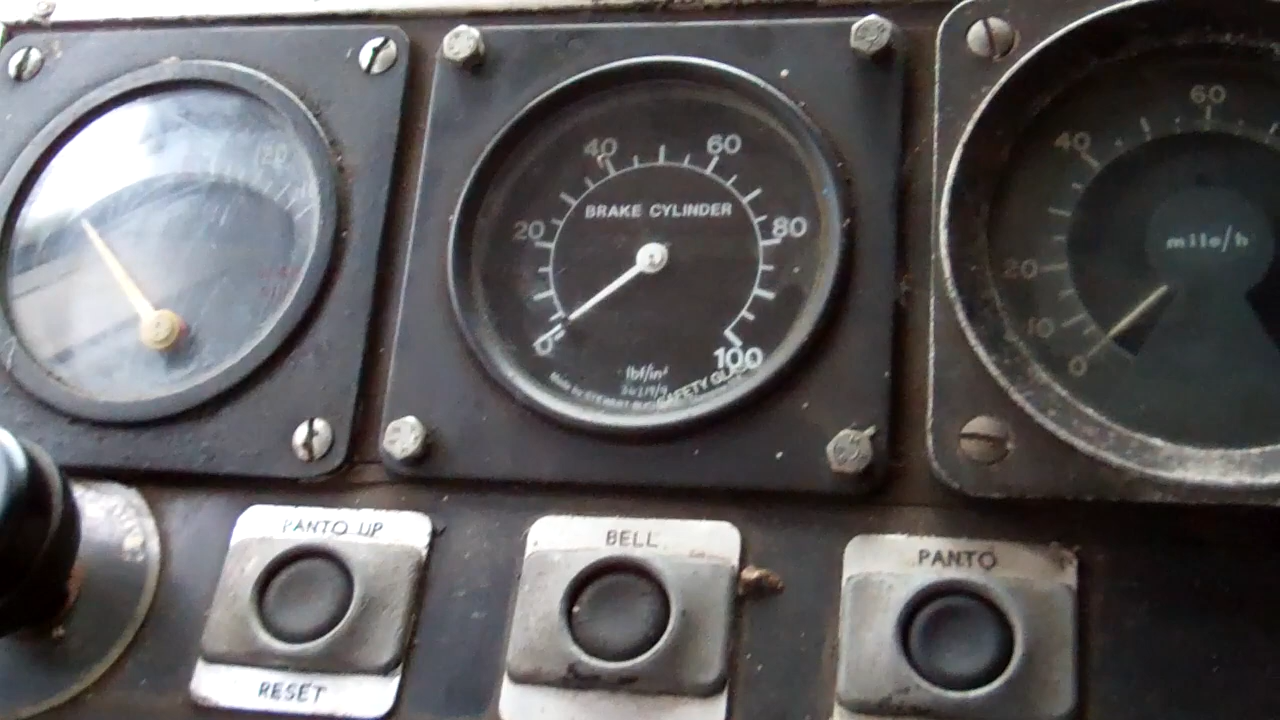 40
60
BRAKE CYLINDER
20
80
0
100
lbf/in²
SAFETY GLASS
60
40
mile/h
20
10
0
PANTO UP
RESET
BELL
PANTO